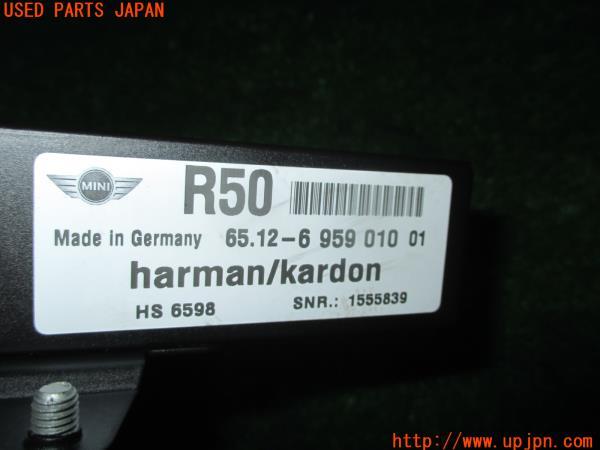 USED PARTS JAPAN
MINI
R50
Made in Germany 65.12-6 959 010 01
harman/kardon
HS 6598 SNR.: 1555839
http://www.upjpn.com/